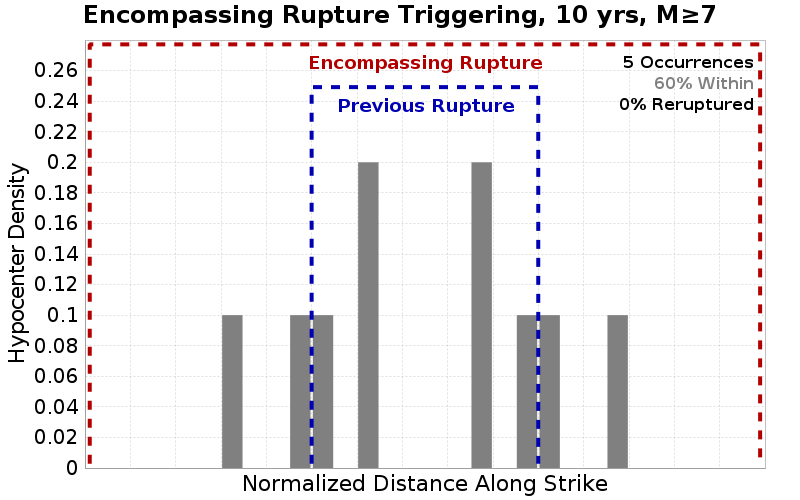 Encompassing Rupture Triggering, 10 yrs, M≥7
Encompassing Rupture
5 Occurrences
60% Within
Previous Rupture
0% Reruptured
0.26
0.24
0.22
0.2
0.18
0.16
0.14
0.12
0.1
0.08
0.06
0.04
0.02
0
Hypocenter Density
Normalized Distance Along Strike